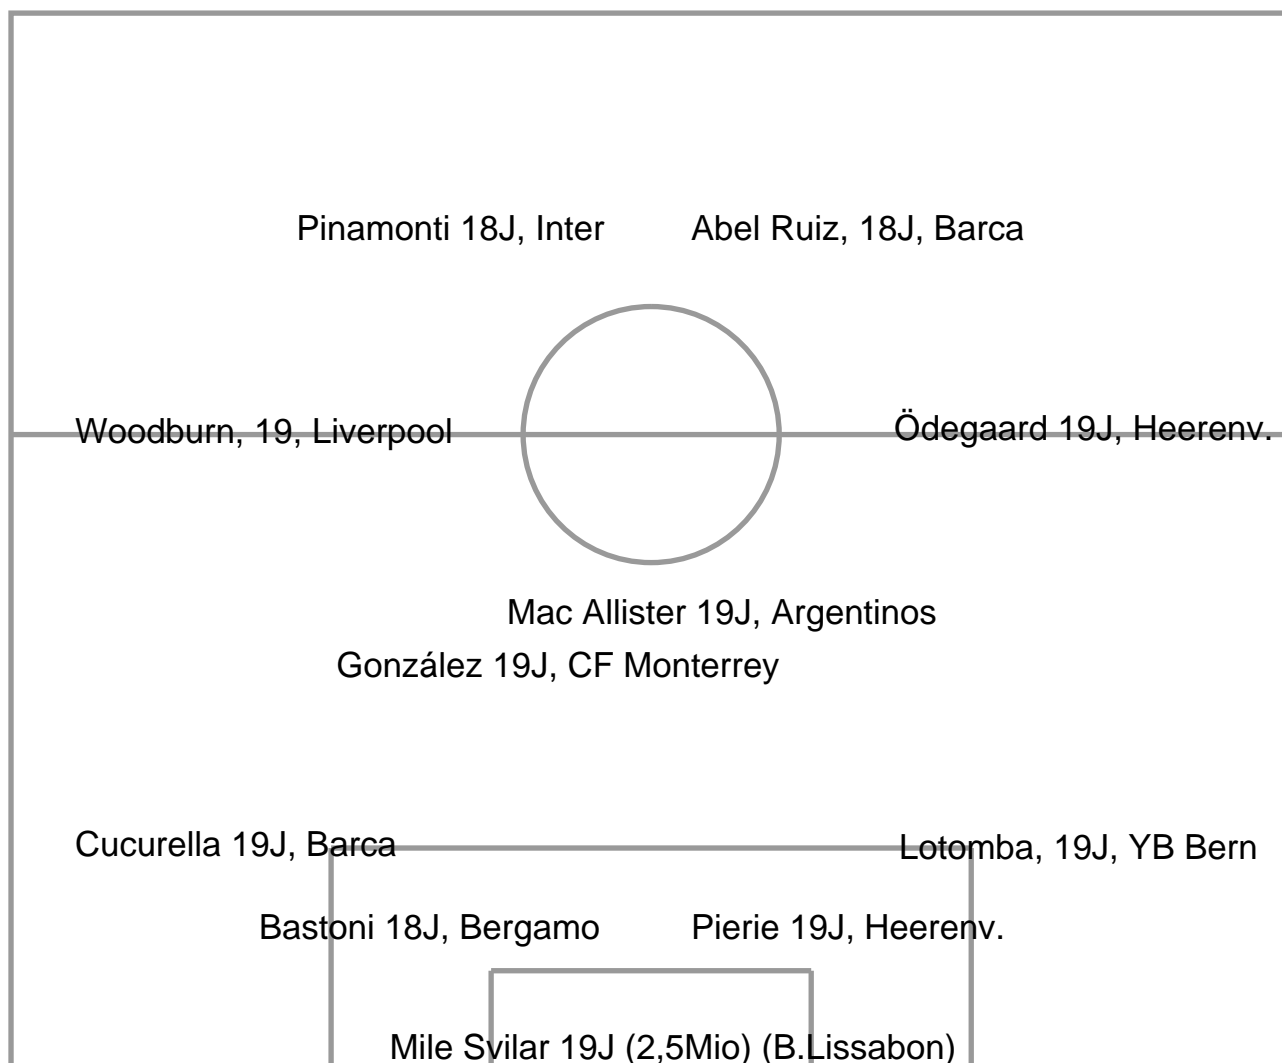 Pinamonti 18J, Inter
Abel Ruiz, 18J, Barca
Woodburn, 19, Liverpool
Ödegaard 19J, Heerenv.
Mac Allister 19J, Argentinos
González 19J, CF Monterrey
Cucurella 19J, Barca
Lotomba, 19J, YB Bern
Bastoni 18J, Bergamo
Pierie 19J, Heerenv.
Mile Svilar 19J (2,5Mio) (B.Lissabon)